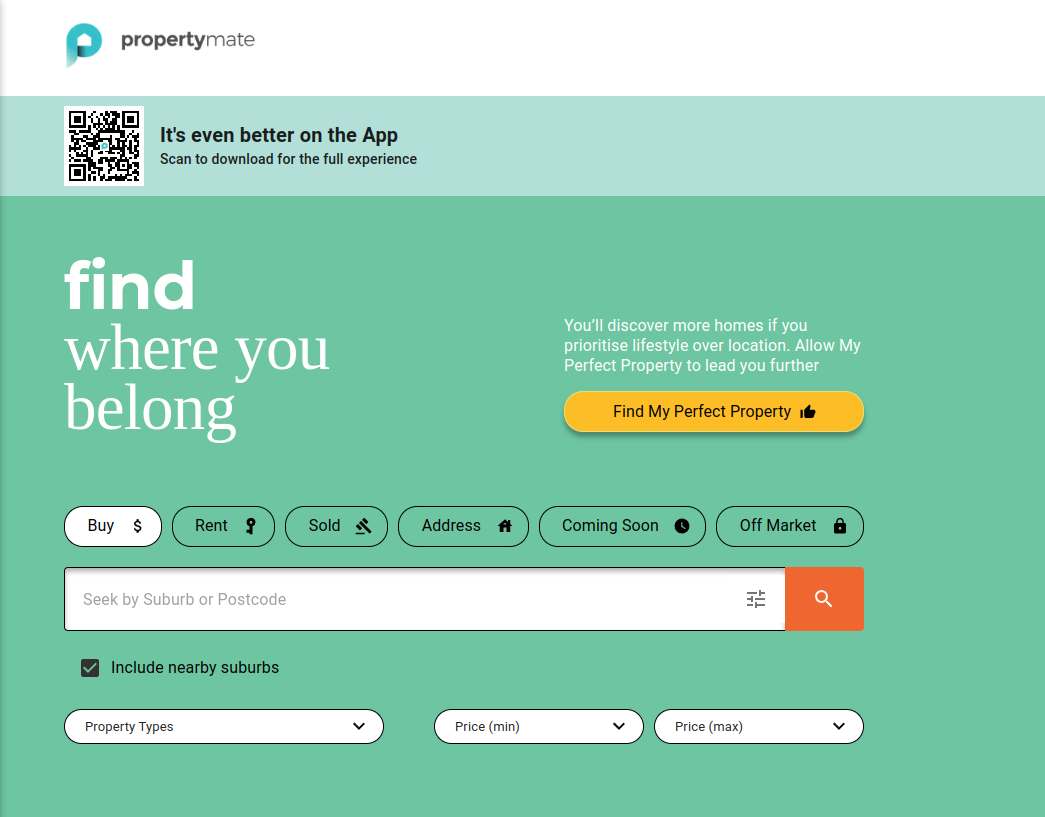 propertymate
It's even better on the App
Scan to download for the full experience
find
where you
belong
You’ll discover more homes if you
prioritise lifestyle over location. Allow My
Perfect Property to lead you further
Find My Perfect Property
Buy
Rent
Sold
Address
Coming Soon
Off Market
Seek by Suburb or Postcode
Include nearby suburbs
Property Types
Price (min)
Price (max)